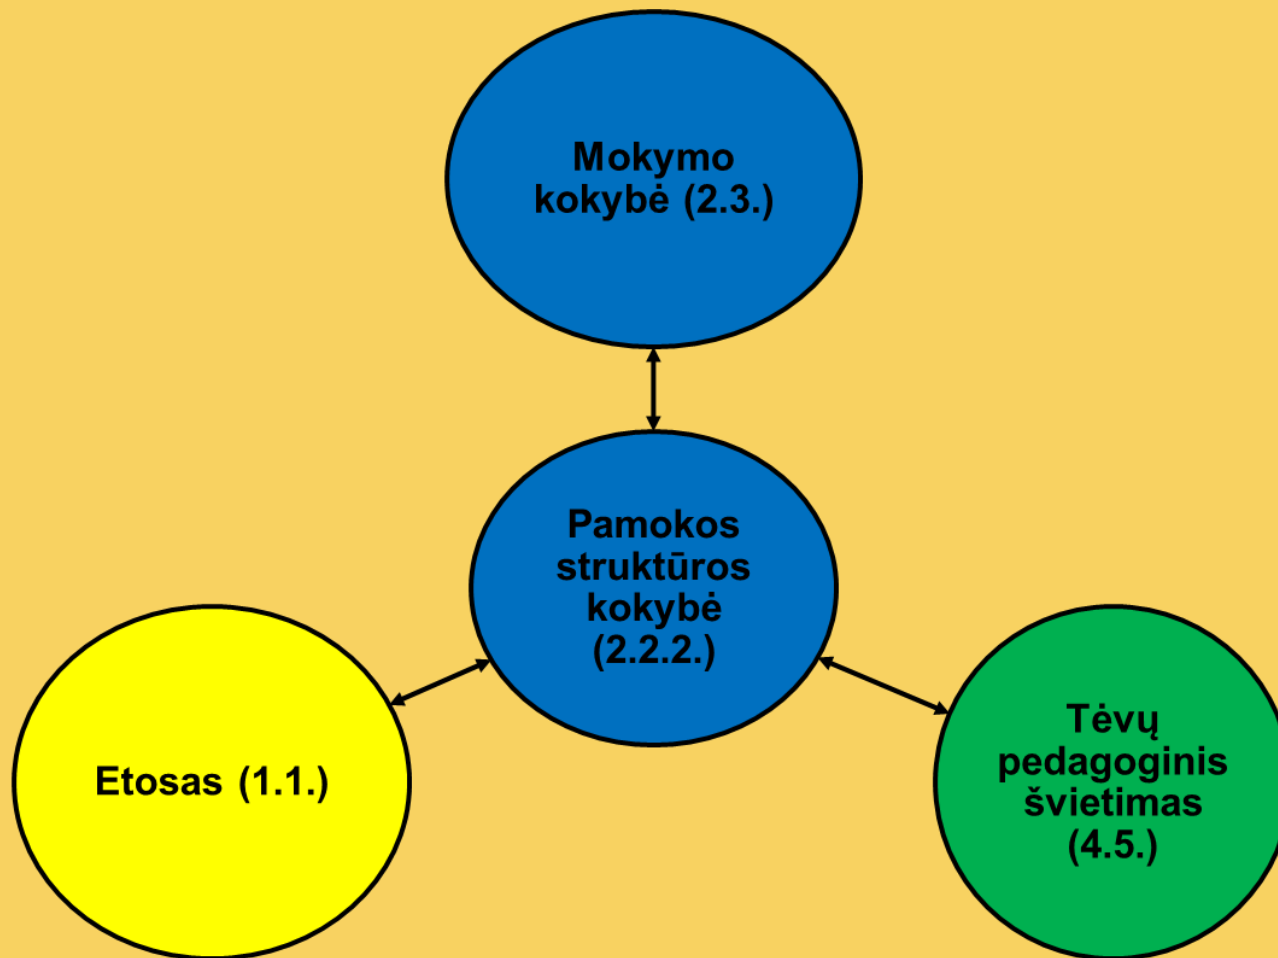 Mokymo
kokybė (2.3.)
Pamokos
struktūros
kokybė
(2.2.2.)
Etosas (1.1.)
Tėvų
pedagoginis
švietimas
(4.5.)